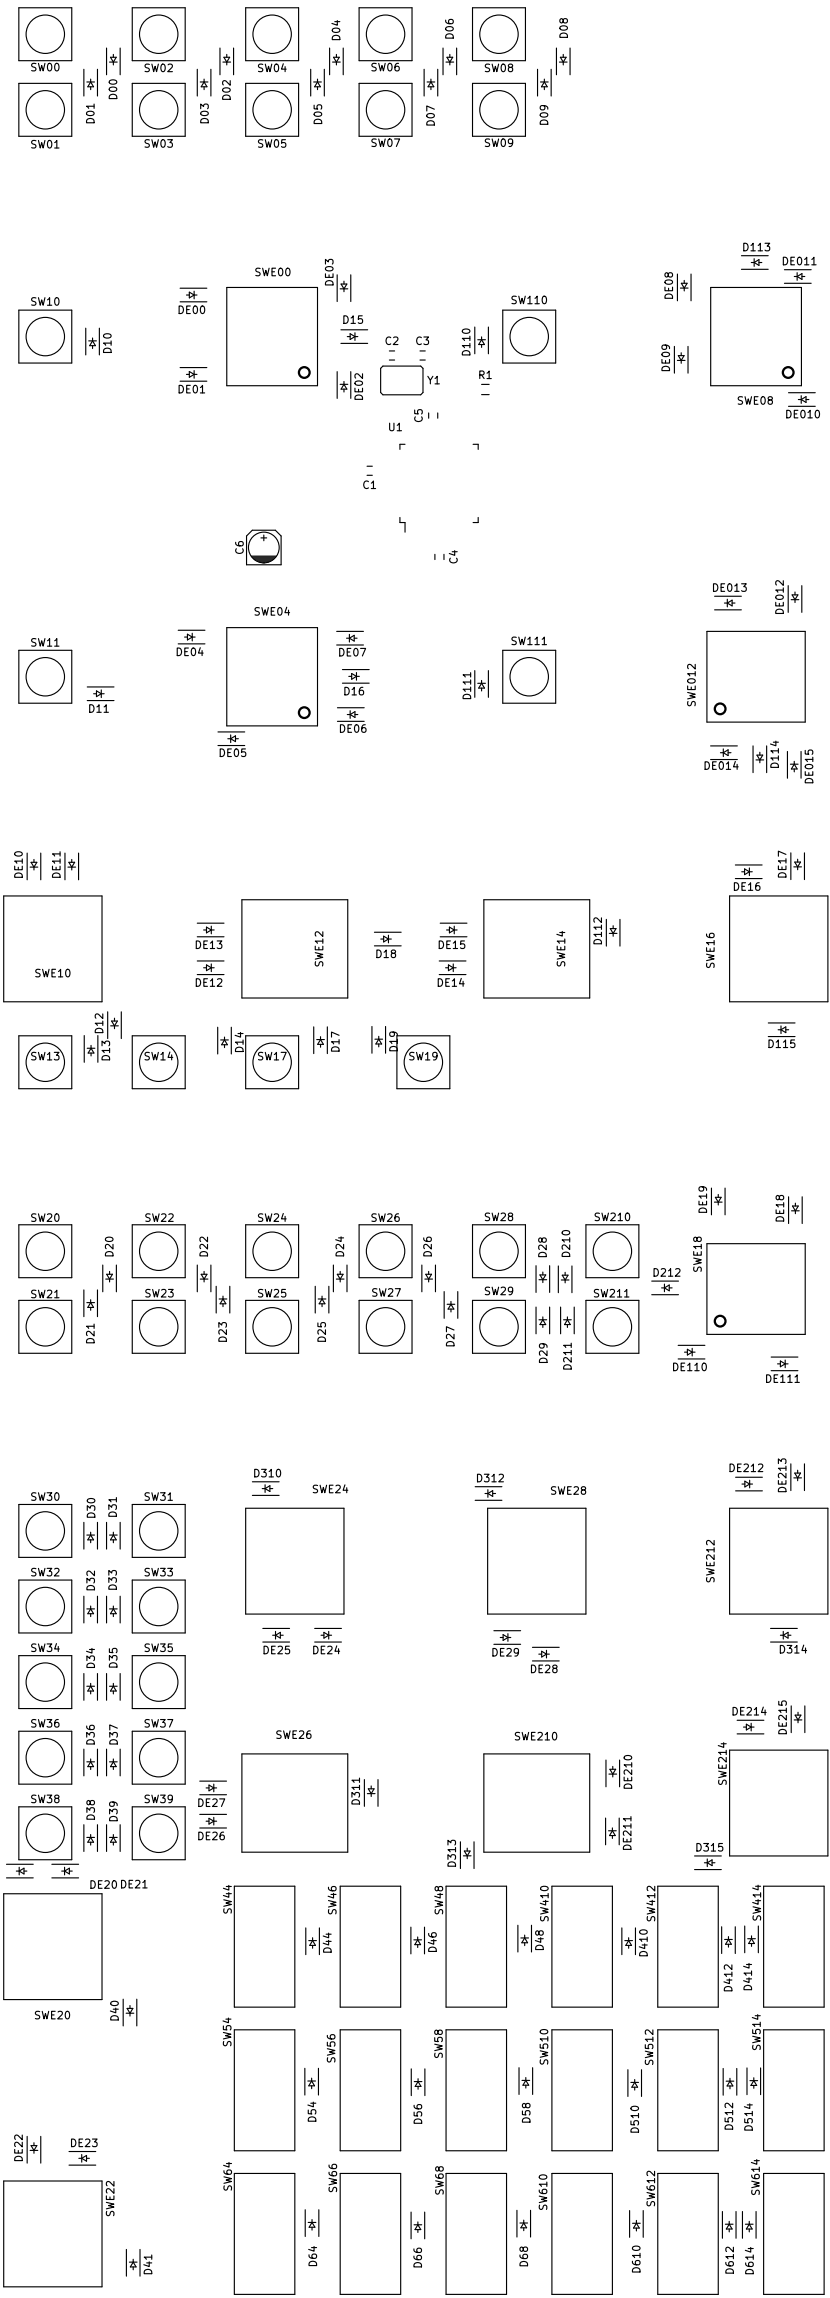 D04 D06 D08
SW00 SW02 SW04 SW06 SW08
D01 D00 D03 D02 D05 D07 D09
SW01 SW03 SW05 SW07 SW09
D113
SWE00 DE03 DE08 DE011
DE00 SW10 SW110
D15
D10 C2 C3 D110 DE09
DE01 DE02 Y1 R1
SWE08 DE010
C5
U1
C1
C6 C4
DE013 DE012
SWE04
SW11 DE04 DE07 SW111
D16 D111 SWE012
D11 DE06
DE05 DE014 D114 DE015
DE10 DE11 DE17
DE16
DE13 SWE12 D18 DE15 SWE14 D112 SWE16
SWE10 DE12 DE14
D12
D13 D14 D17 D19 D115
SW13 SW14 SW17 SW19
DE19 DE18
SW20 SW22 SW24 SW26 SW28 SW210
D20 D22 D24 D26 D28 D210 SWE18
D212
SW21 SW23 SW25 SW27 SW29 SW211
D21 D23 D25 D27 D29 D211
DE110 DE111
D310 D312 DE212 DE213
SWE24 SWE28
SW30 D30 D31 SW31
SW32 D32 D33 SW33 SWE212
SW34 D34 D35 SW35 DE25 DE24 DE29 DE28 D314
SW36 D36 D37 SW37 SWE26 SWE210 DE214 DE215
SWE214
DE27 D311 DE210
SW38 D38 D39 SW39 DE26 DE211
D313 D315
DE20 DE21
SW44 SW46 SW48 SW410 SW412 SW414
D44 D46 D48 D410 D412 D414
SWE20 D40
SW54 SW56 SW58 SW510 SW512 SW514
D54 D56 D58 D510 D512 D514
DE22 DE23
SWE22 SW64 SW66 SW68 SW610 SW612 SW614
D64 D66 D68 D610 D612 D614
D41